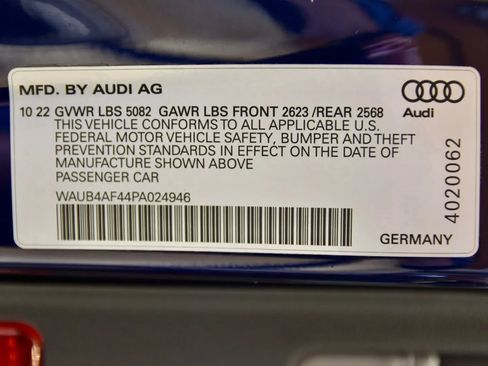 MFD. BY AUDI AG
Audi
10 22 GVWR LBS 5082 GAWR LBS FRONT 2623 /REAR 2568
THIS VEHICLE CONFORMS TO ALL APPLICABLE U.S.
FEDERAL MOTOR VEHICLE SAFETY, BUMPER AND THEFT
PREVENTION STANDARDS IN EFFECT ON THE DATE OF
MANUFACTURE SHOWN ABOVE
PASSENGER CAR
WAUB4AF44PA024946
4020062
GERMANY